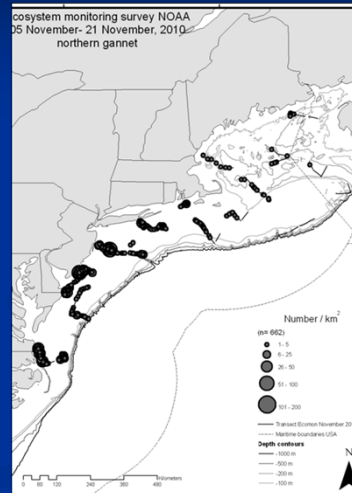 cosystem monitoring survey NOAA
05 November- 21 November, 2010
northern gannet
Number / km²
(n= 662)
1 - 5
6 - 25
26 - 50
51 - 100
101 - 200
Transect Ecomon November 20
Maritime boundaries USA
Depth contours
-1000 m
-500 m
-200 m
-100 m
N
0 60 120 240 360 480
Kilometers